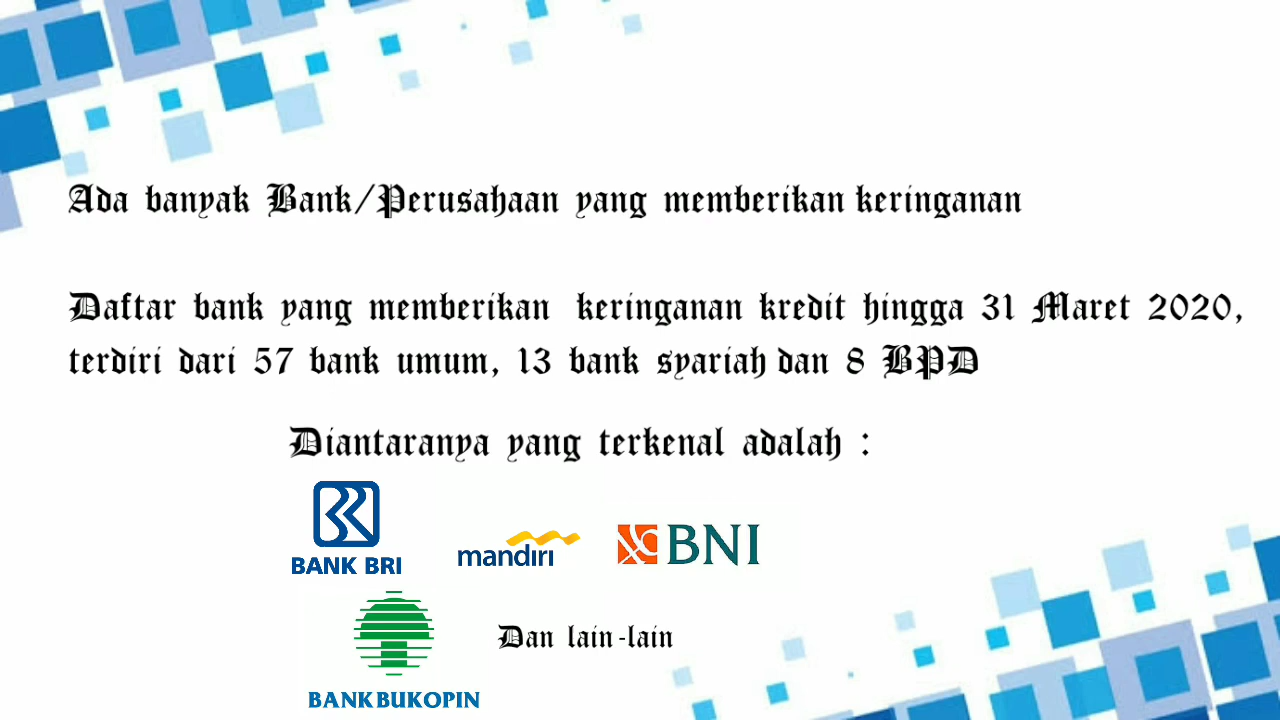 Ada banyak Bank/Perusahaan yang memberikan keringanan
Daftar bank yang memberikan keringanan kredit hingga 31 Maret 2020,
terdiri dari 57 bank umum, 13 bank syariah dan 8 BPD
Diantaranya yang terkenal adalah :
BANK BRI
mandiri
BNI
BANK BUKOPIN
Dan lain-lain